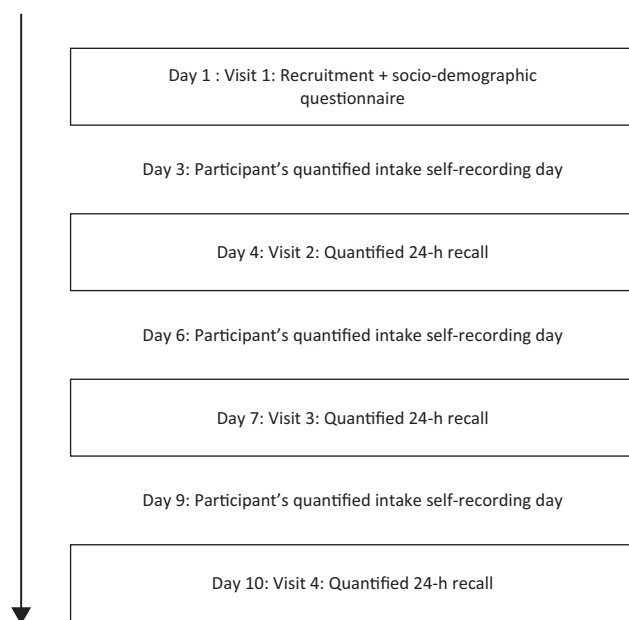 Day 1 : Visit 1: Recruitment + socio-demographic
questionnaire
Day 3: Participant's quantified intake self-recording day
Day 4: Visit 2: Quantified 24-h recall
Day 6: Participant's quantified intake self-recording day
Day 7: Visit 3: Quantified 24-h recall
Day 9: Participant's quantified intake self-recording day
Day 10: Visit 4: Quantified 24-h recall